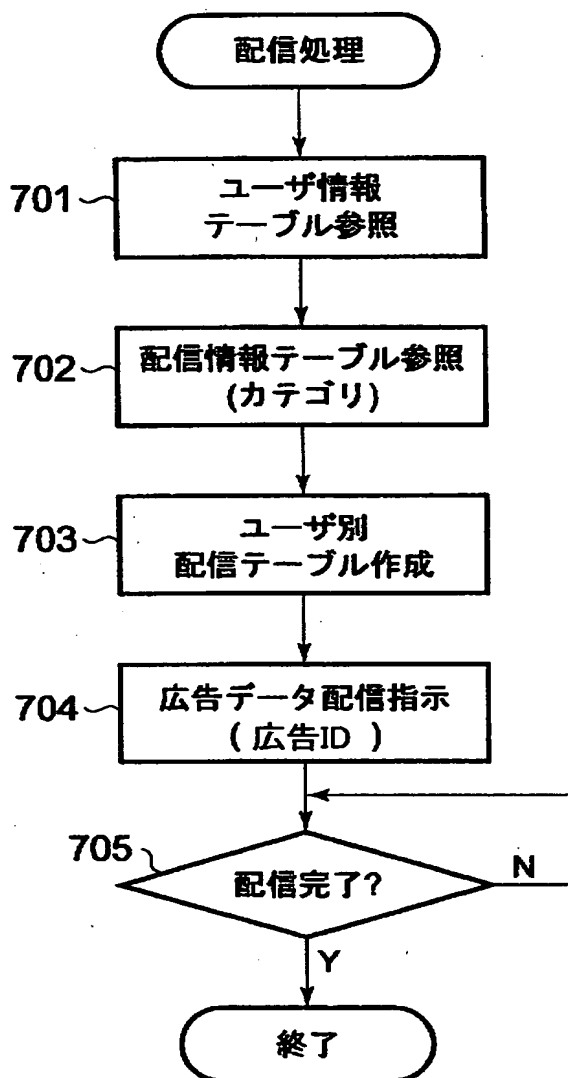 配信処理
701
ユーザ情報
テーブル参照
702
配信情報テーブル参照
(カテゴリ)
703
ユーザ別
配信テーブル作成
704
広告データ配信指示
( 広告ID )
705
配信完了?
N
Y
終了